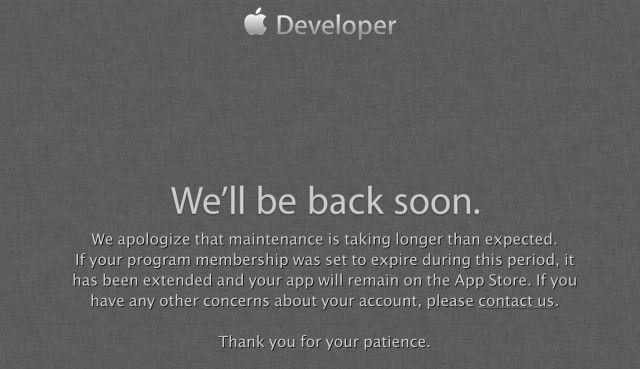 Developer
We'll be back soon.
We apologize that maintenance is taking longer than expected.
If your program membership was set to expire during this period, it
has been extended and your app will remain on the App Store. If you
have any other concerns about your account, please contact us.
Thank you for your patience.